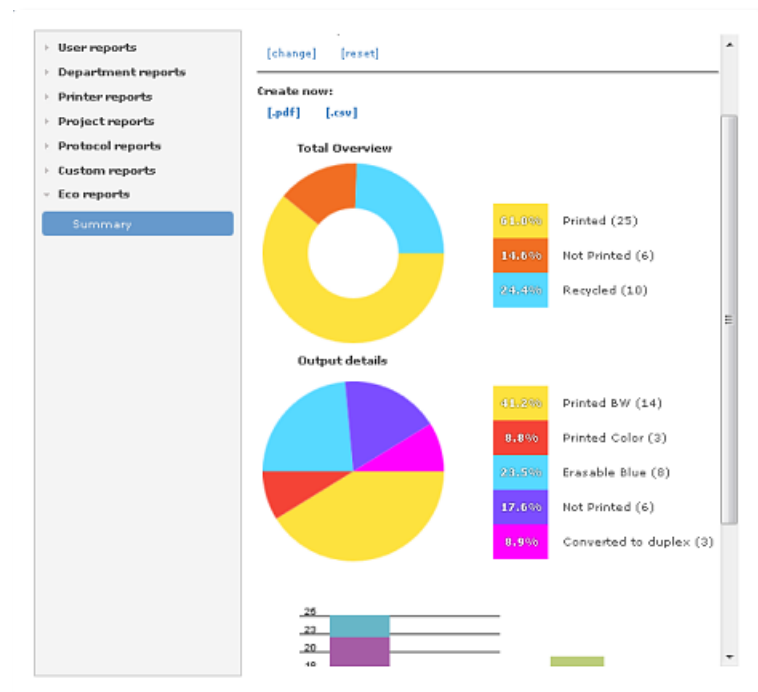 User reports
Department reports
Printer reports
Project reports
Protocol reports
Custom reports
Eco reports
Summary
[change] [reset]
Create now:
[.pdf] [.csv]
Total Overview
61.0% Printed (25)
14.6% Not Printed (6)
24.4% Recycled (10)
Output details
41.2% Printed BW (14)
8.8% Printed Color (3)
23.5% Erasable Blue (8)
17.6% Not Printed (6)
8.9% Converted to duplex (3)
26
23
20